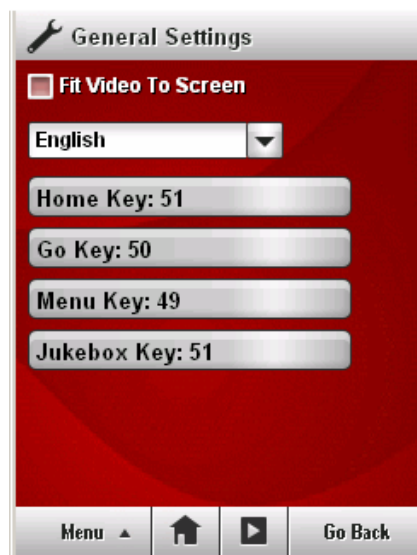 General Settings
Fit Video To Screen
English
Home Key: 51
Go Key: 50
Menu Key: 49
Jukebox Key: 51
Menu Go Back